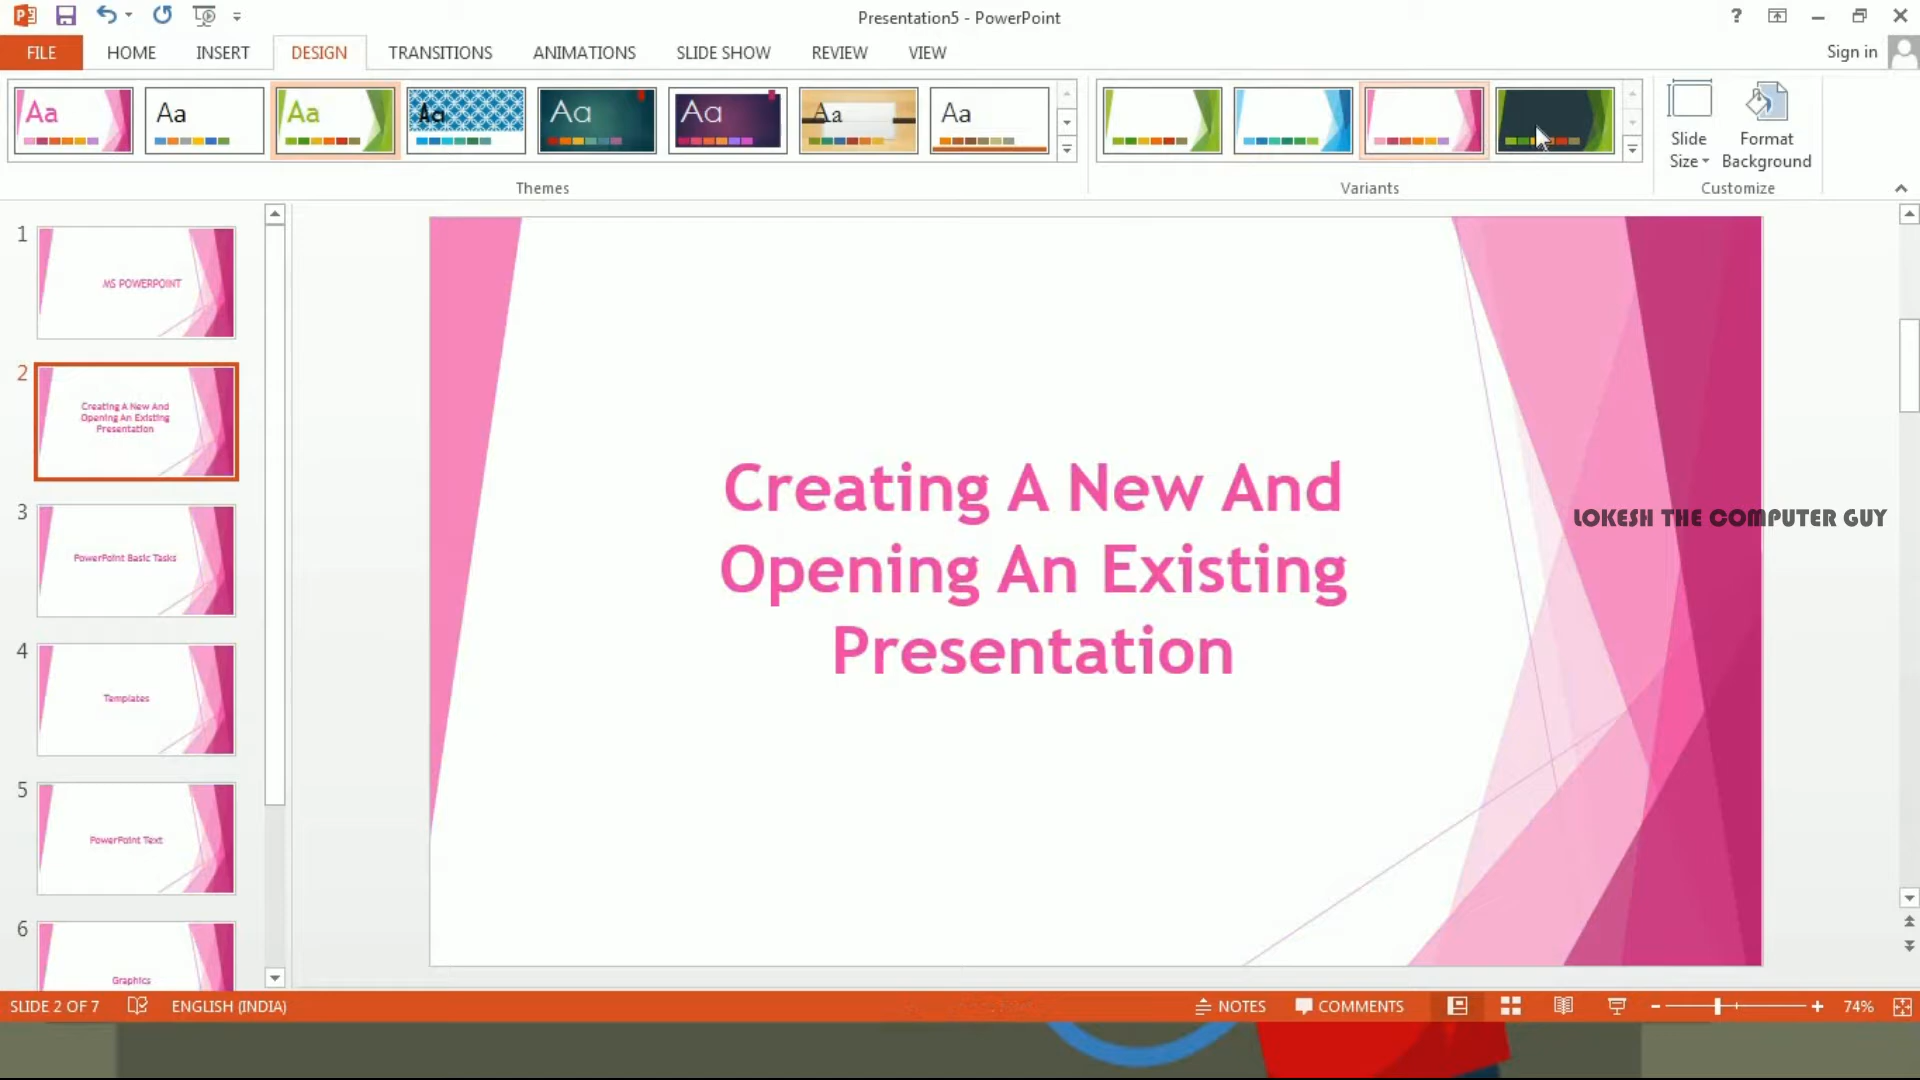 Presentation5 - PowerPoint
?
FILE
HOME
INSERT
DESIGN
TRANSITIONS
ANIMATIONS
SLIDE SHOW
REVIEW
VIEW
Sign in
Aa
Aa
Aa
Aa
Aa
Aa
Aa
Aa
Slide
Size
Format
Background
Themes
Variants
Customize
1
MS POWERPOINT
2
Creating A New And
Opening An Existing
Presentation
3
PowerPoint Basic Tasks
4
Templates
5
PowerPoint Text
6
Graphics
Creating A New And
Opening An Existing
Presentation
LOKESH THE COMPUTER GUY
SLIDE 2 OF 7
ENGLISH (INDIA)
NOTES
COMMENTS
74%